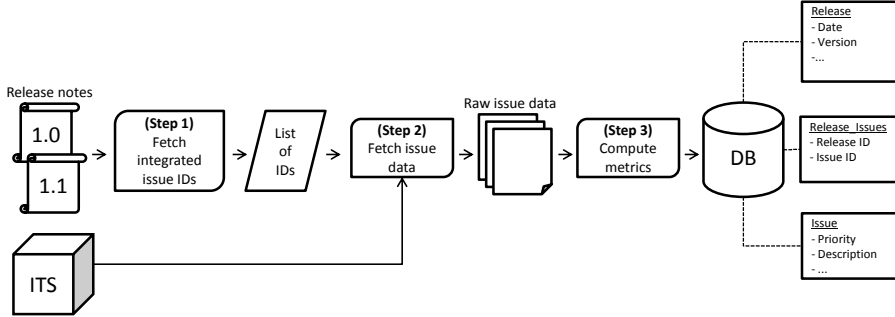 Release notes
1.0
1.1
ITS
(Step 1)
Fetch
integrated
issue IDs
List
of
IDs
(Step 2)
Fetch issue
data
Raw issue data
(Step 3)
Compute
metrics
DB
Release
- Date
- Version
-...
Release_Issues
- Release ID
- Issue ID
Issue
- Priority
- Description
- ...